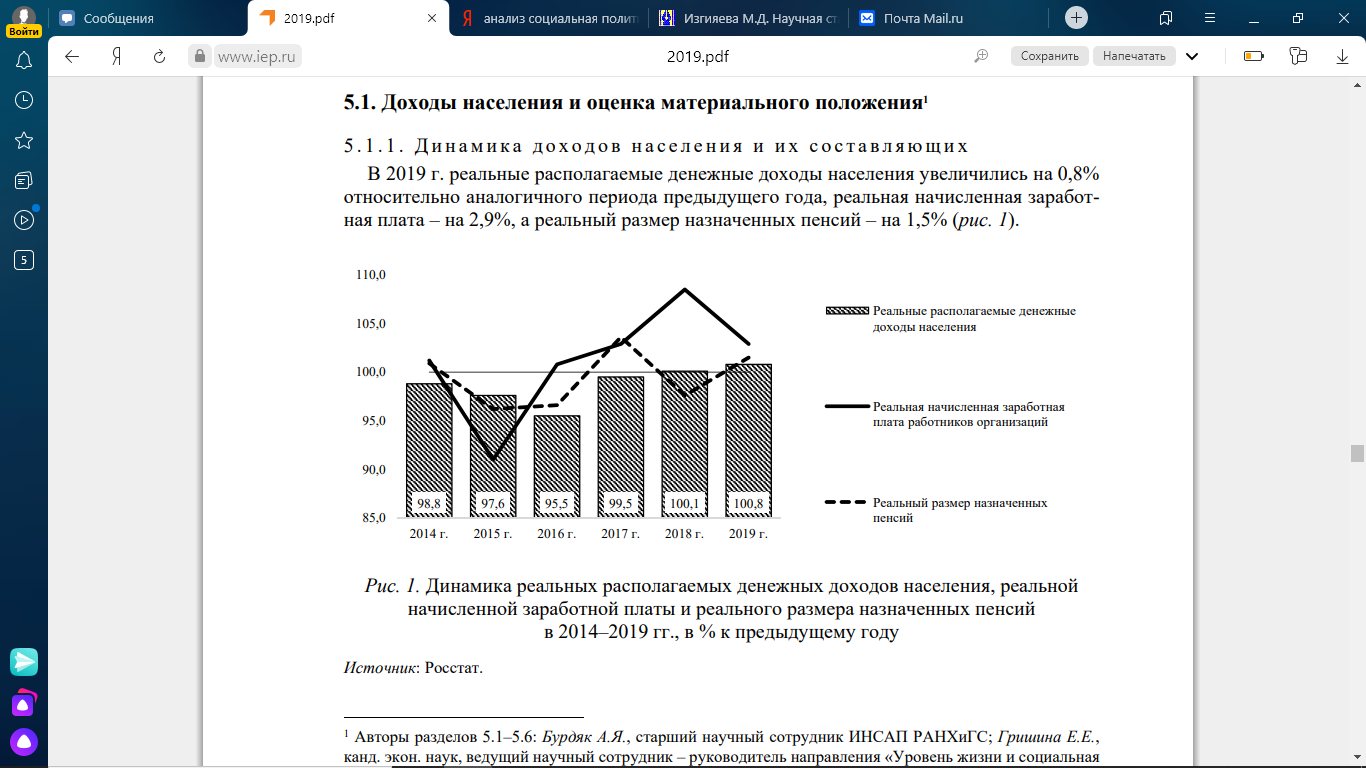 Сообщения
2019.pdf
анализ социальная полит
Изгияева М.Д. Научная ст
Почта Mail.ru
Войти
www.iep.ru
2019.pdf
Сохранить
Напечатать
5
5.1. Доходы населения и оценка материального положения¹
5.1.1. Динамика доходов населения и их составляющих
В 2019 г. реальные располагаемые денежные доходы населения увеличились на 0,8%
относительно аналогичного периода предыдущего года, реальная начисленная заработ-
ная плата – на 2,9%, а реальный размер назначенных пенсий – на 1,5% (рис. 1).
110,0
105,0
100,0
95,0
90,0
85,0
98,8 97,6 95,5 99,5 100,1 100,8
2014 г. 2015 г. 2016 г. 2017 г. 2018 г. 2019 г.
Реальные располагаемые денежные
доходы населения
Реальная начисленная заработная
плата работников организаций
Реальный размер назначенных
пенсий
Рис. 1. Динамика реальных располагаемых денежных доходов населения, реальной
начисленной заработной платы и реального размера назначенных пенсий
в 2014–2019 гг., в % к предыдущему году
Источник: Росстат.
¹ Авторы разделов 5.1–5.6: Бурдяк А.Я., старший научный сотрудник ИНСАП РАНХиГС; Гришина Е.Е.,
канд. экон. наук, ведущий научный сотрудник – руководитель направления «Уровень жизни и социальная